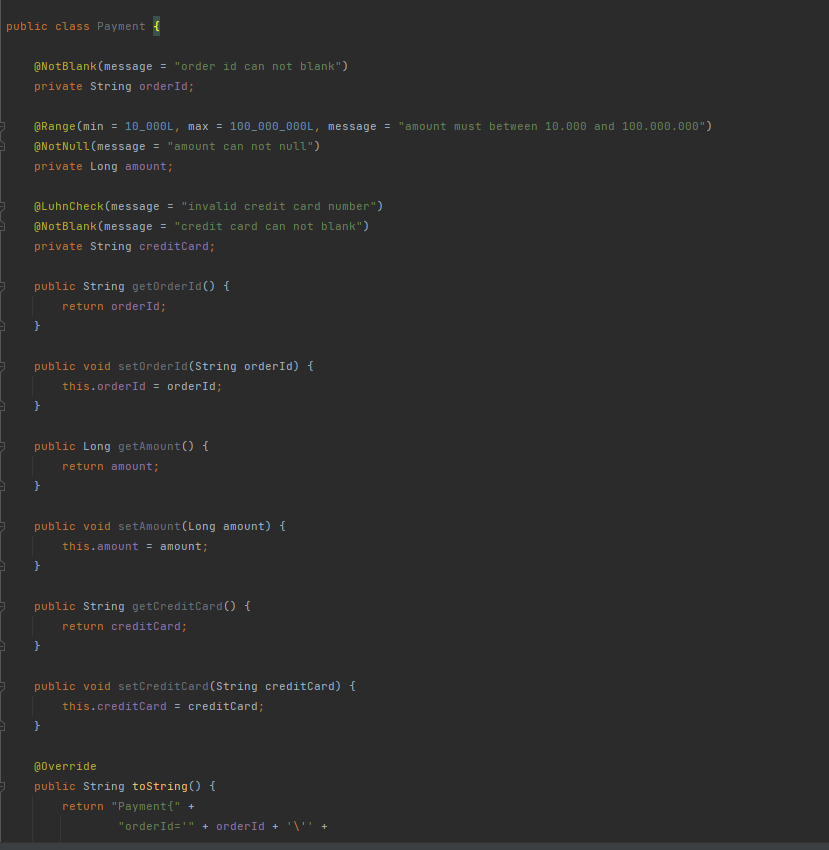 public class Payment {
@NotBlank(message = "order id can not blank")
private String orderId;
@Range(min = 10_000L, max = 100_000_000L, message = "amount must between 10.000 and 100.000.000")
@NotNull(message = "amount can not null")
private Long amount;
@LuhnCheck(message = "invalid credit card number")
@NotBlank(message = "credit card can not blank")
private String creditCard;
public String getOrderId() {
return orderId;
}
public void setOrderId(String orderId) {
this.orderId = orderId;
}
public Long getAmount() {
return amount;
}
public void setAmount(Long amount) {
this.amount = amount;
}
public String getCreditCard() {
return creditCard;
}
public void setCreditCard(String creditCard) {
this.creditCard = creditCard;
}
@Override
public String toString() {
return "Payment{" +
"orderId='" + orderId + '\'' +